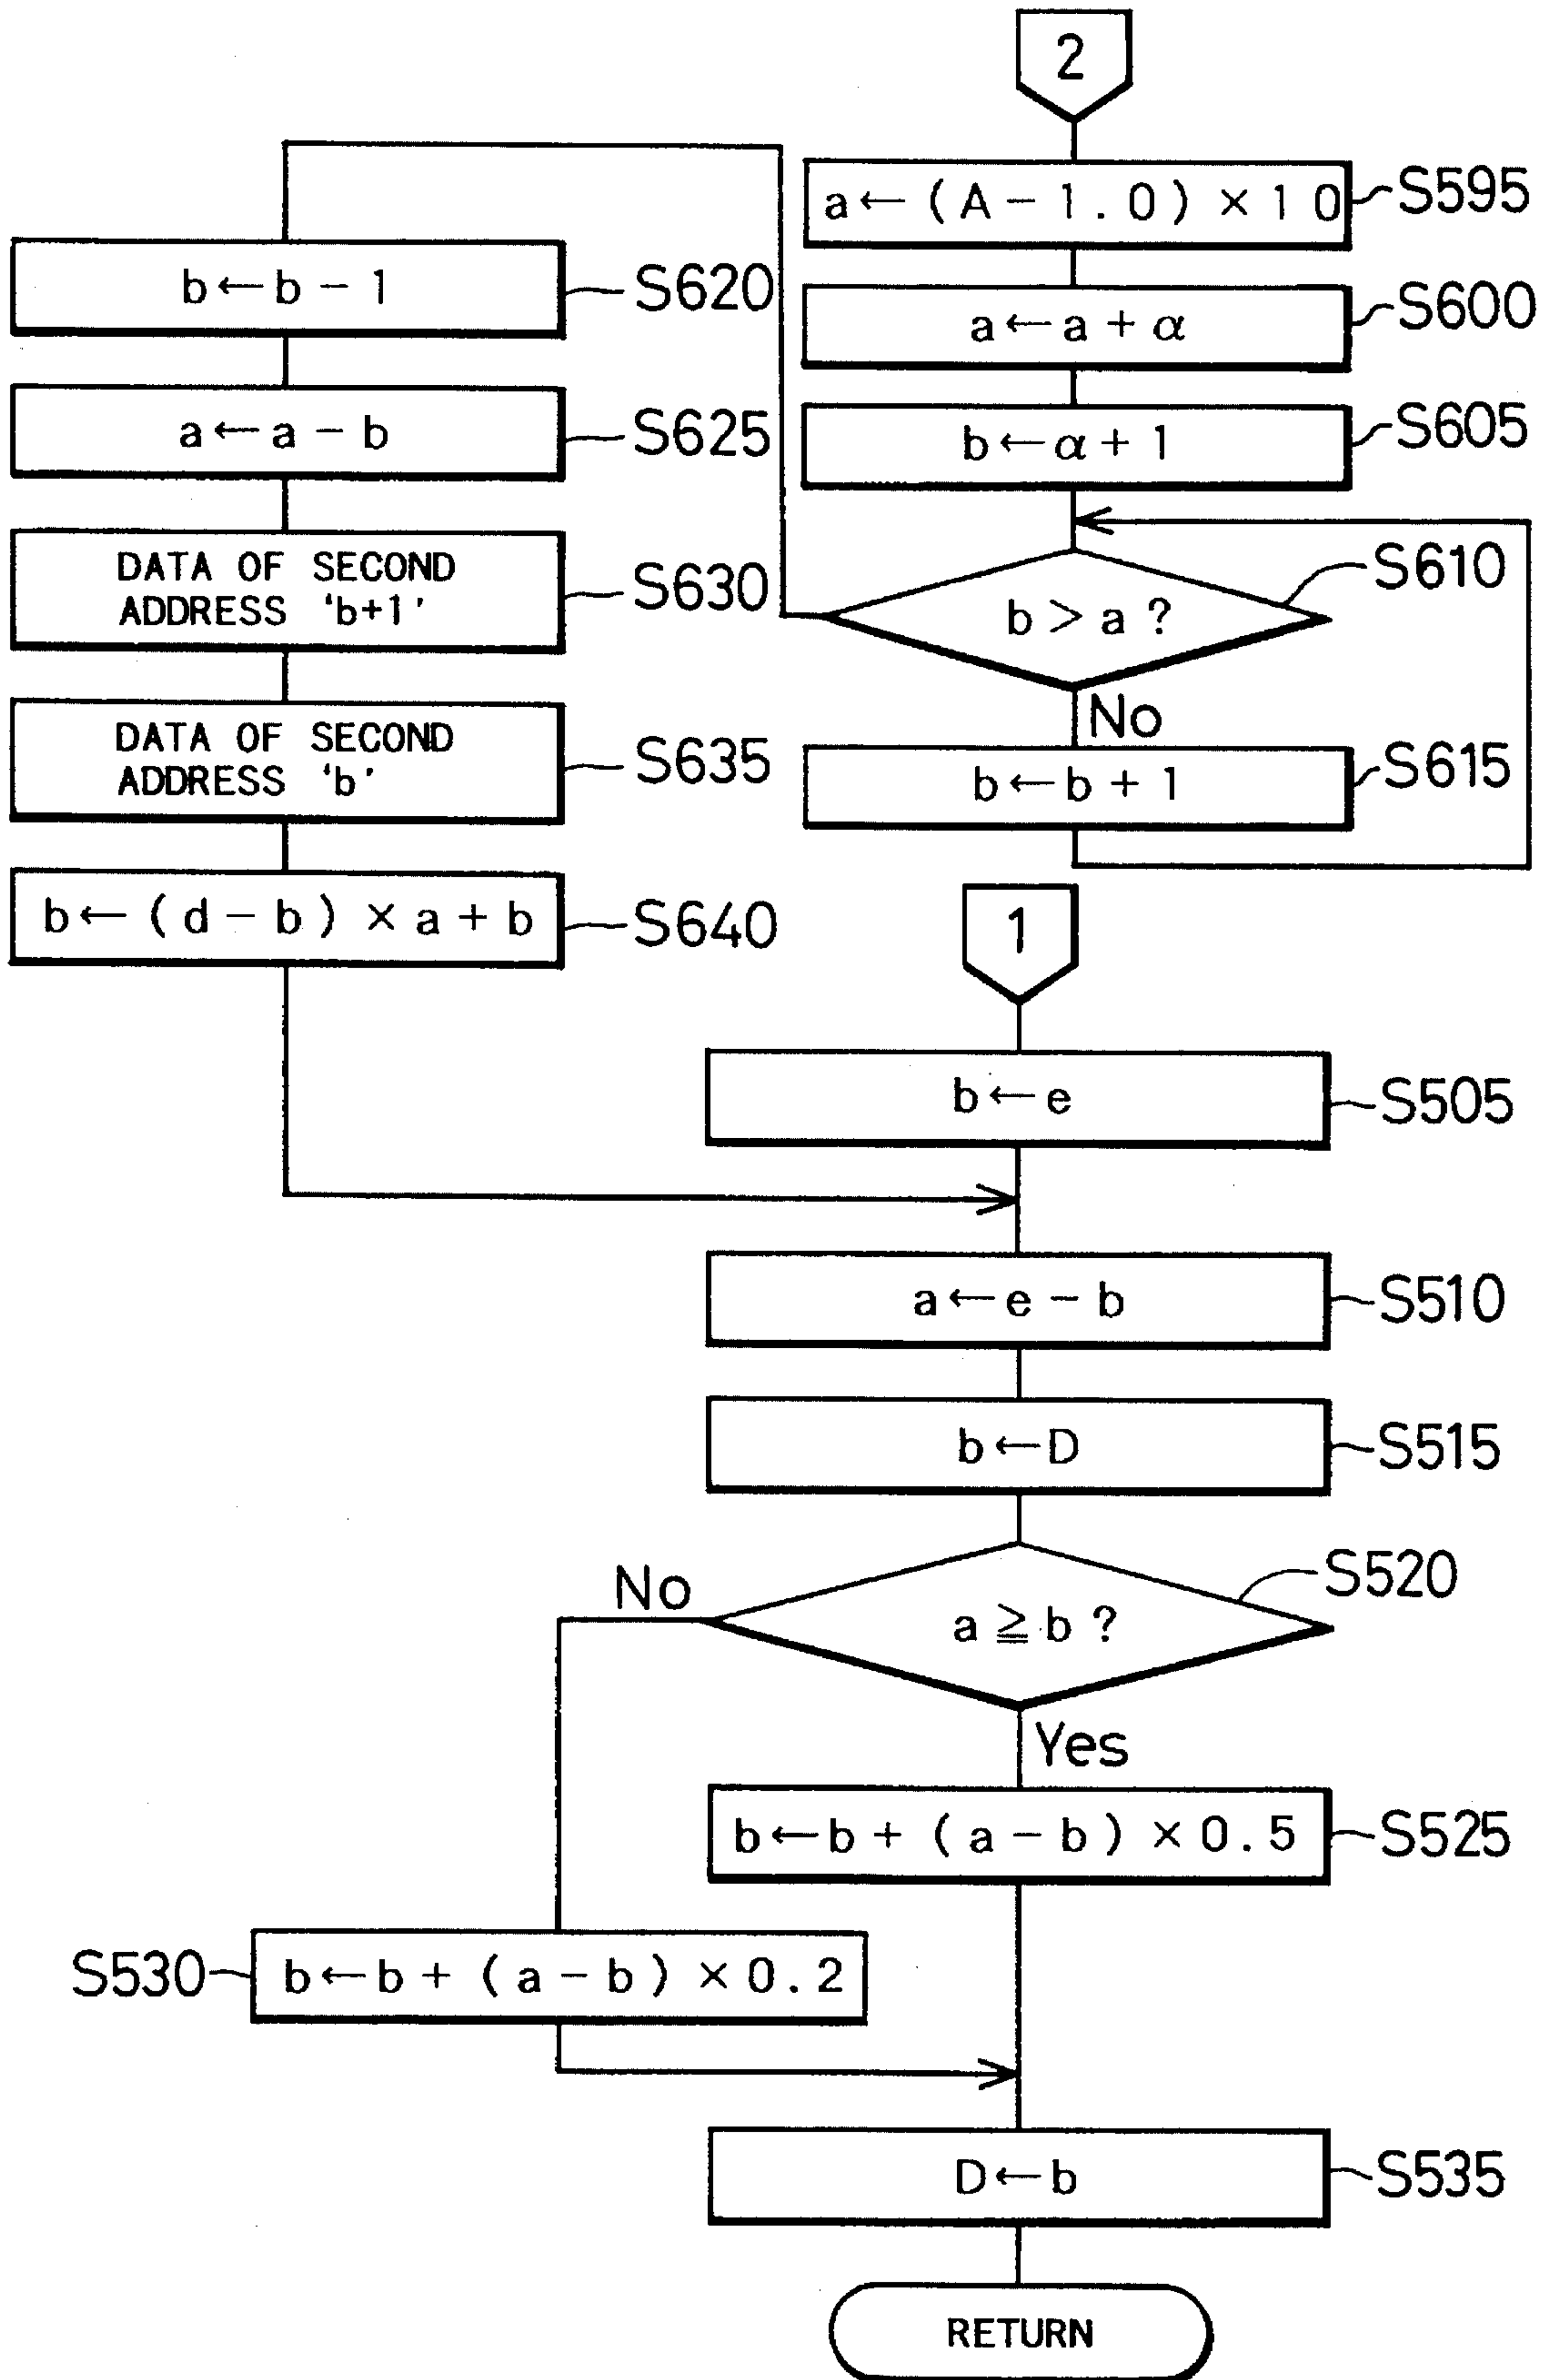 2
a←(A−1.0)×10
S595
a←a+α
S600
b←α+1
S605
b>a?
S610
No
b←b+1
S615
b←b−1
S620
a←a−b
S625
DATA OF SECOND
ADDRESS ‘b+1’
S630
DATA OF SECOND
ADDRESS ‘b’
S635
b←(d−b)×a+b
S640
1
b←e
S505
a←e−b
S510
b←D
S515
a≧b?
S520
No
Yes
b←b+(a−b)×0.5
S525
S530
b←b+(a−b)×0.2
D←b
S535
RETURN